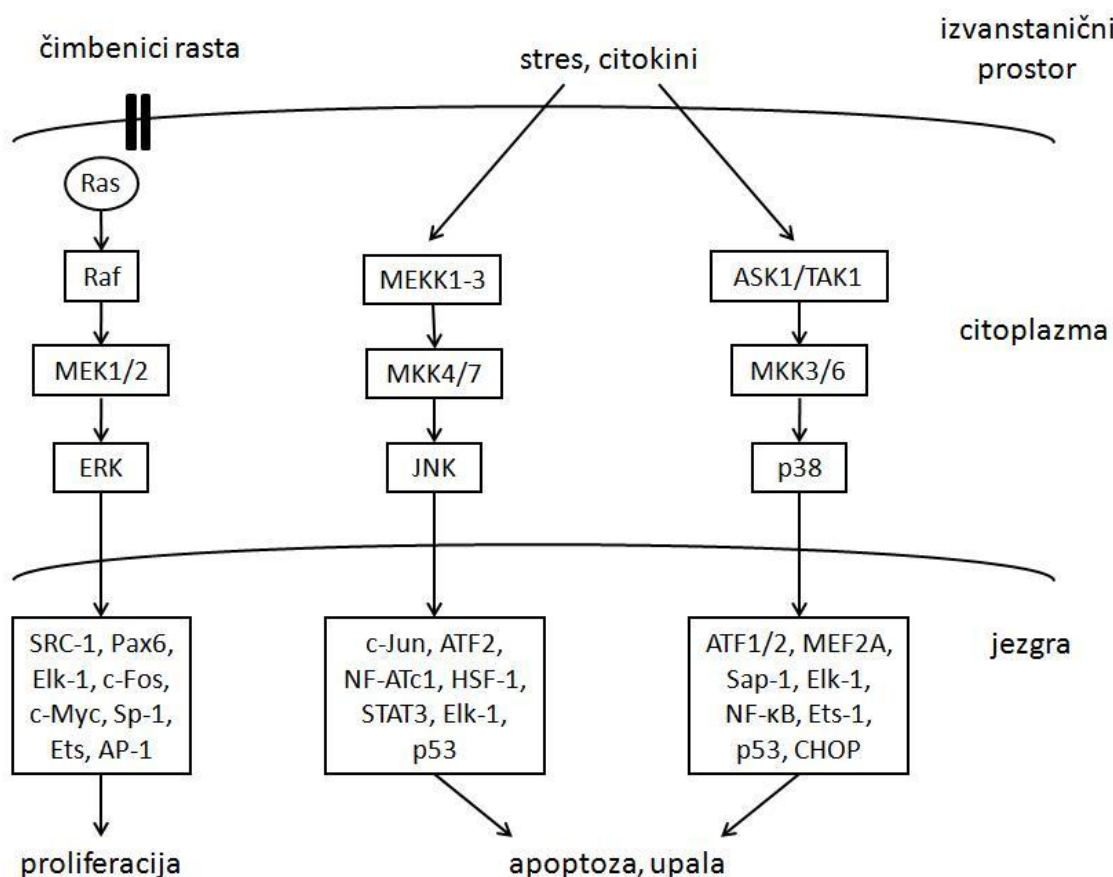 čimbenici rasta
stres, citokini
izvanstanični
prostor
Ras
Raf
MEKK1-3
ASK1/TAK1
citoplazma
MEK1/2
MKK4/7
MKK3/6
ERK
JNK
p38
jezgra
SRC-1, Pax6,
Elk-1, c-Fos,
c-Myc, Sp-1,
Ets, AP-1
c-Jun, ATF2,
NF-ATc1, HSF-1,
STAT3, Elk-1,
p53
ATF1/2, MEF2A,
Sap-1, Elk-1,
NF-κB, Ets-1,
p53, CHOP
proliferacija
apoptoza, upala